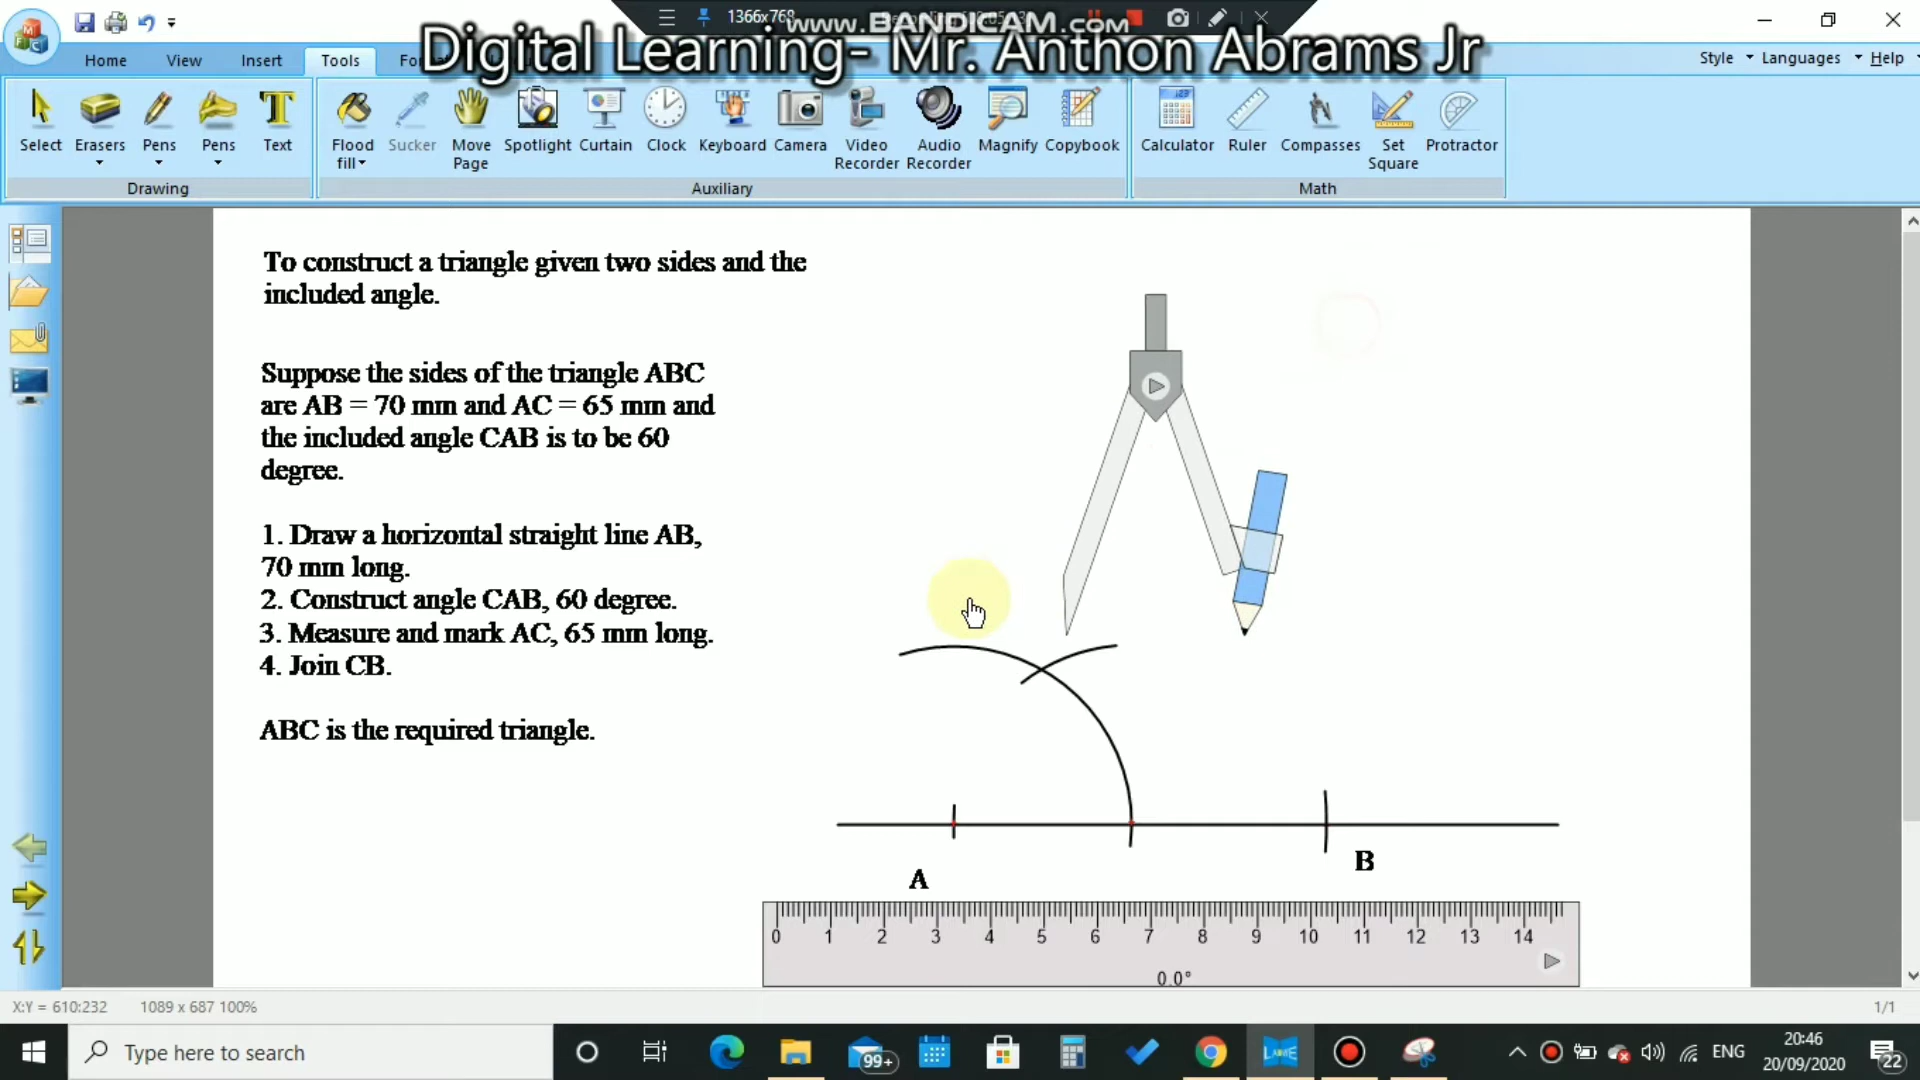 1366x768
www.BANDICAM.com
Digital Learning- Mr. Anthon Abrams Jr
Home View Insert Tools
Style Languages Help
Select Erasers Pens Pens Text
Flood fill Sucker Move Page Spotlight Curtain Clock Keyboard Camera Video Recorder Audio Recorder Magnify Copybook
Calculator Ruler Compasses Set Square Protractor
Drawing Auxiliary Math
To construct a triangle given two sides and the
included angle.
Suppose the sides of the triangle ABC
are AB = 70 mm and AC = 65 mm and
the included angle CAB is to be 60
degree.
1. Draw a horizontal straight line AB,
70 mm long.
2. Construct angle CAB, 60 degree.
3. Measure and mark AC, 65 mm long.
4. Join CB.
ABC is the required triangle.
B
A
0 1 2 3 4 5 6 7 8 9 10 11 12 13 14
0.0°
X:Y = 610:232 1089 x 687 100% 1/1
Type here to search
99+
ENG
20:46
20/09/2020
22